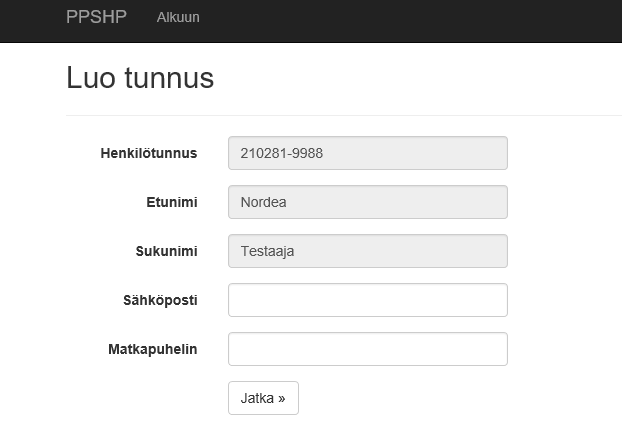 PPSHP Alkuun
Luo tunnus
Henkilötunnus 210281-9988
Etunimi Nordea
Sukunimi Testaaja
Sähköposti
Matkapuhelin
Jatka »